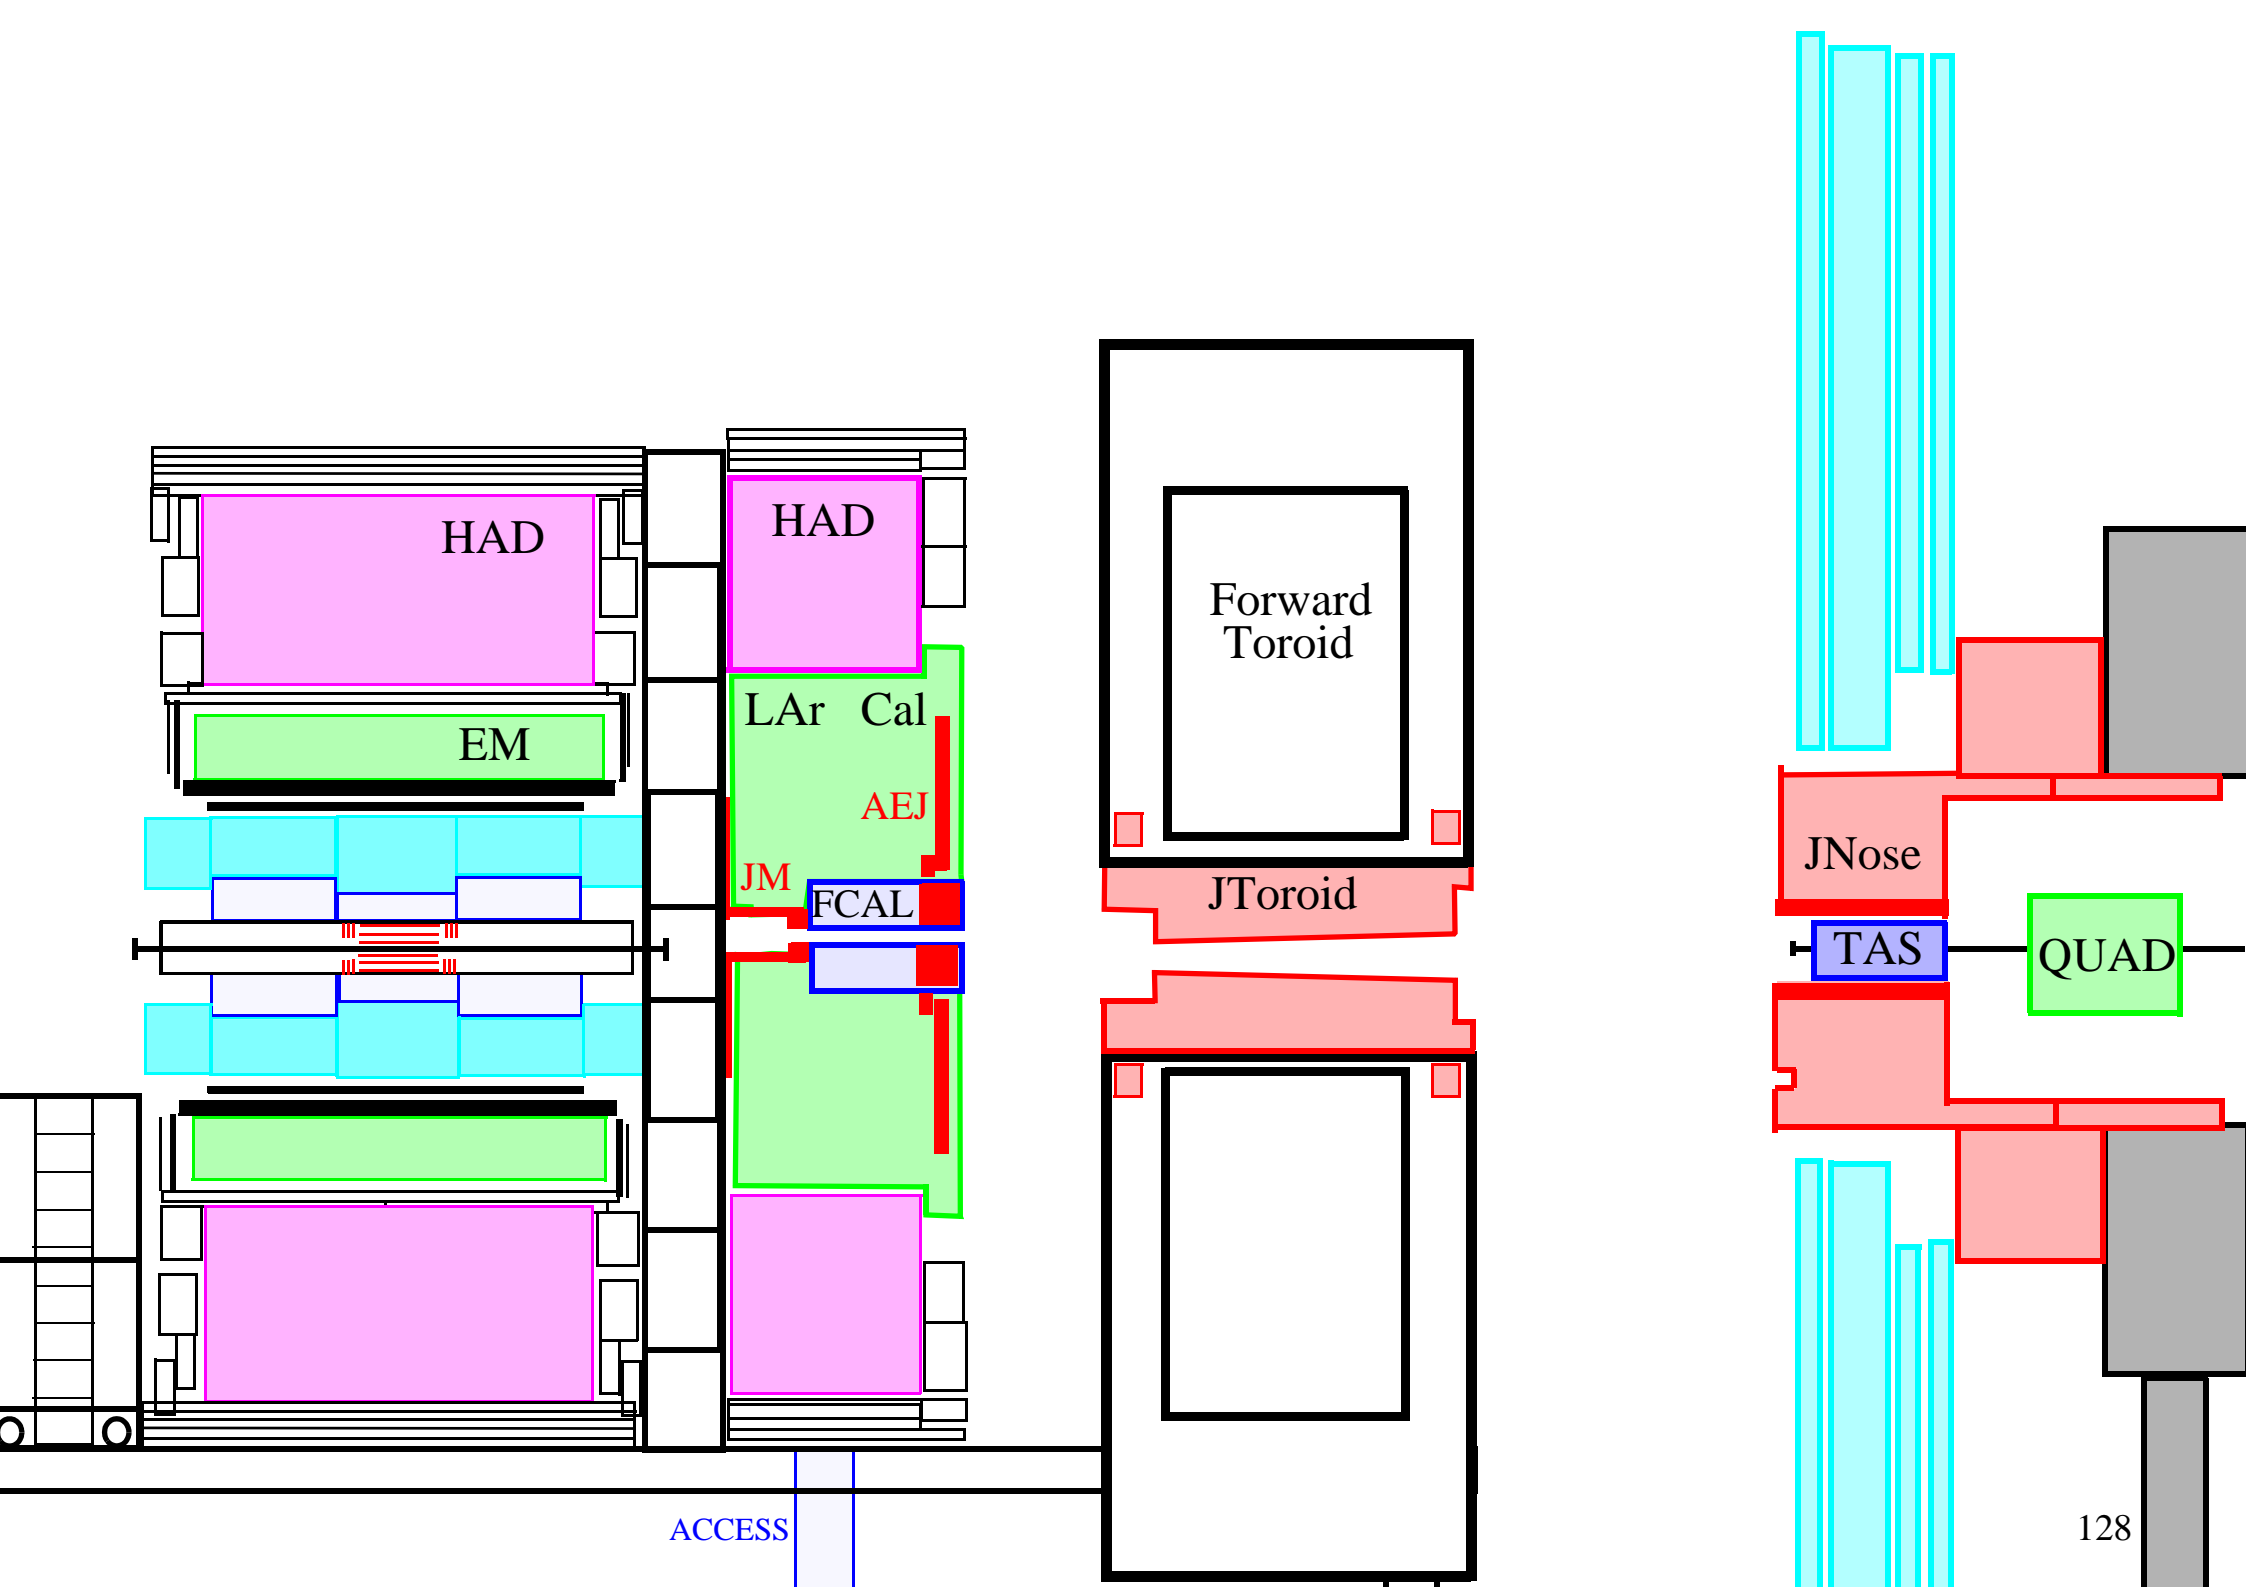 HAD
HAD
Forward
Toroid
LAr Cal
EM
AEJ
JM
FCAL
JToroid
JNose
TAS
QUAD
ACCESS
128